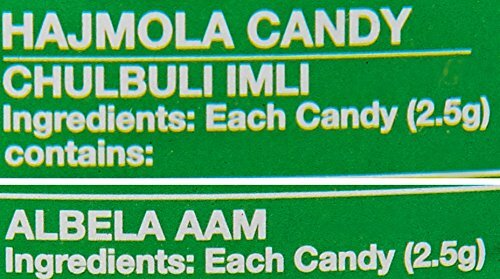 HAJMOLA CANDY
CHULBULI IMLI
Ingredients: Each Candy (2.5g)
contains:
ALBELA AAM
Ingredients: Each Candy (2.5g)